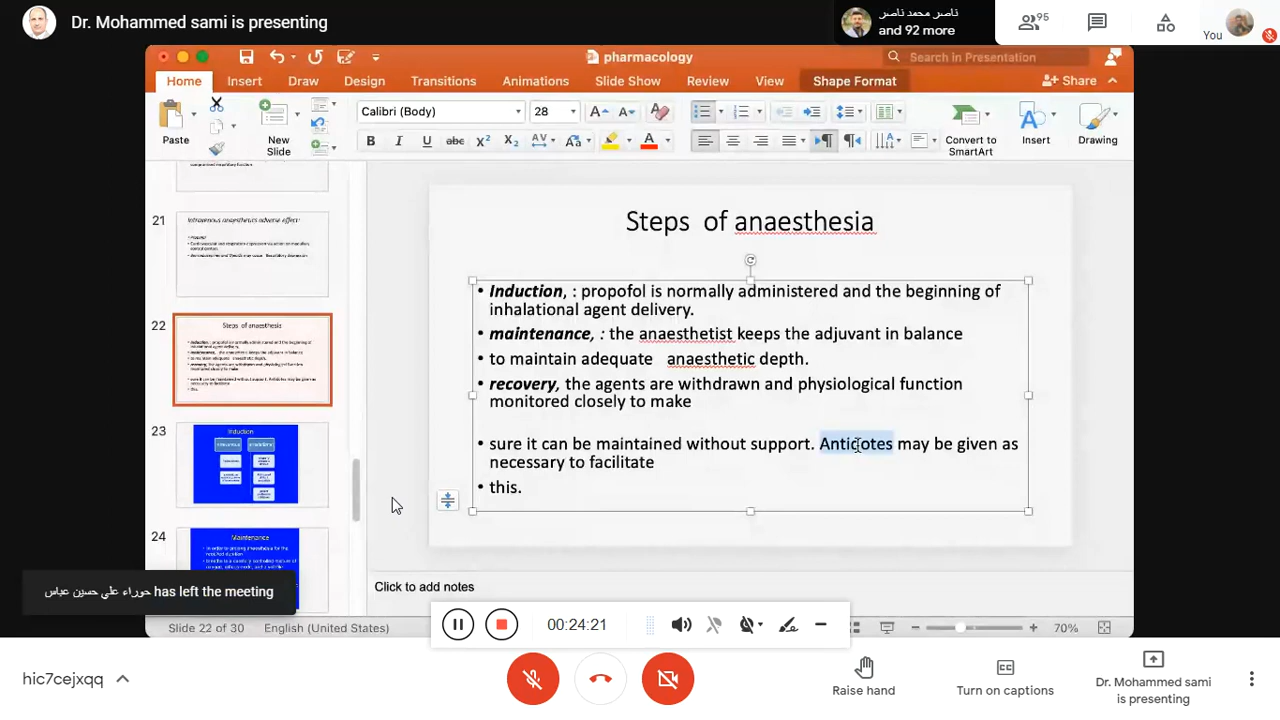 Dr. Mohammed sami is presenting
ناصر محمد ناصر
and 92 more
95
You
pharmacology
Search in Presentation
Home Insert Draw Design Transitions Animations Slide Show Review View Shape Format Share
Paste
New
Slide
Calibri (Body) 28
Convert to
SmartArt
Insert
Drawing
21
Intravenous anaesthetics adverse effect:
22
Steps of anaesthesia
23
Induction
24
Maintenance
Steps of anaesthesia
• Induction, : propofol is normally administered and the beginning of
inhalational agent delivery.
• maintenance, : the anaesthetist keeps the adjuvant in balance
• to maintain adequate anaesthetic depth.
• recovery, the agents are withdrawn and physiological function
monitored closely to make
• sure it can be maintained without support. Antidotes may be given as
necessary to facilitate
• this.
Click to add notes
حوراء علي حسين عباس has left the meeting
Slide 22 of 30 English (United States)
00:24:21
70%
hic7cejxqq
Raise hand
Turn on captions
Dr. Mohammed sami
is presenting